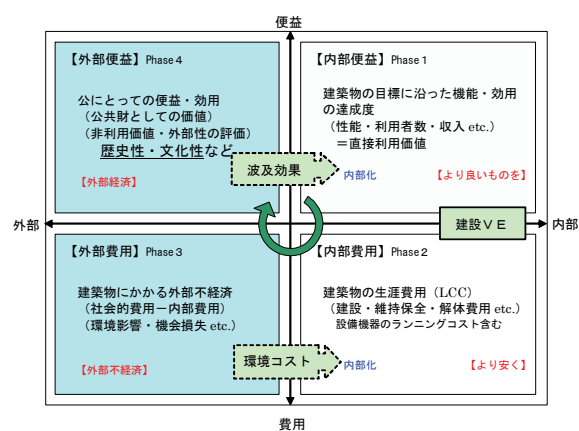 便益
【外部便益】Phase 4
公にとっての便益・効用
（公共財としての価値）
（非利用価値・外部性の評価）
歴史性・文化性など
【外部経済】
【内部便益】Phase 1
建築物の目標に沿った機能・効用
の達成度
（性能・利用者数・収入 etc.）
＝直接利用価値
波及効果
内部化
【より良いものを】
外部
建設ＶＥ
内部
【外部費用】Phase 3
建築物にかかる外部不経済
（社会的費用－内部費用）
（環境影響・機会損失 etc.）
【外部不経済】
【内部費用】Phase 2
建築物の生涯費用（LCC）
（建設・維持保全・解体費用 etc.）
設備機器のランニングコスト含む
環境コスト
内部化
【より安く】
費用